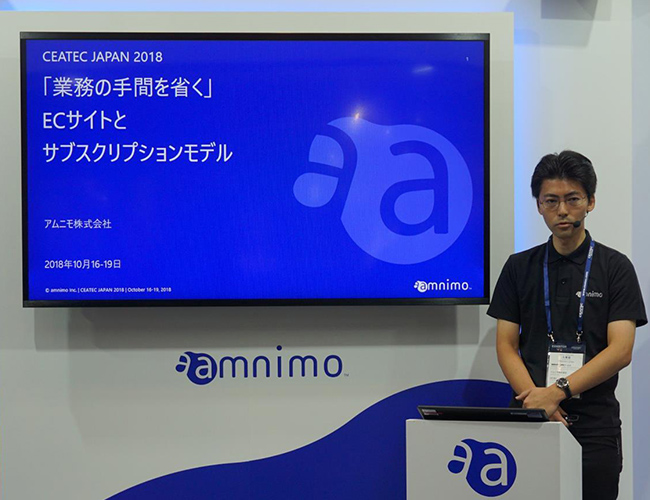 CEATEC JAPAN 2018
1
「業務の手間を省く」
ECサイトと
サブスクリプションモデル
アムニモ株式会社
2018年10月16-19日
© amnimo Inc. | CEATEC JAPAN 2018 | October 16-19, 2018
amnimo
amnimo
amnimo